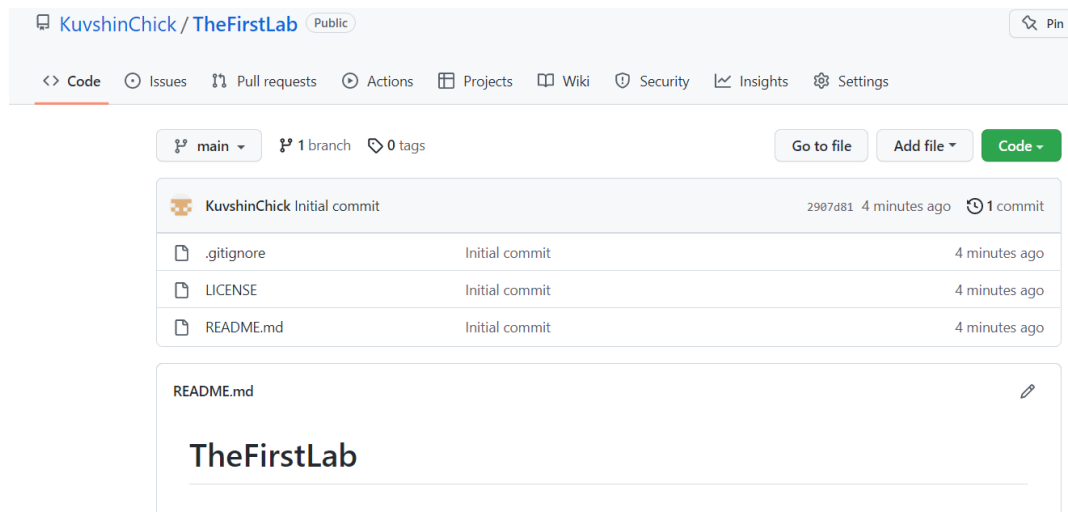 KuvshinChick / TheFirstLab Public
Pin
Code Issues Pull requests Actions Projects Wiki Security Insights Settings
main 1 branch 0 tags Go to file Add file Code
KuvshinChick Initial commit 2907d81 4 minutes ago 1 commit
.gitignore Initial commit 4 minutes ago
LICENSE Initial commit 4 minutes ago
README.md Initial commit 4 minutes ago
README.md
TheFirstLab